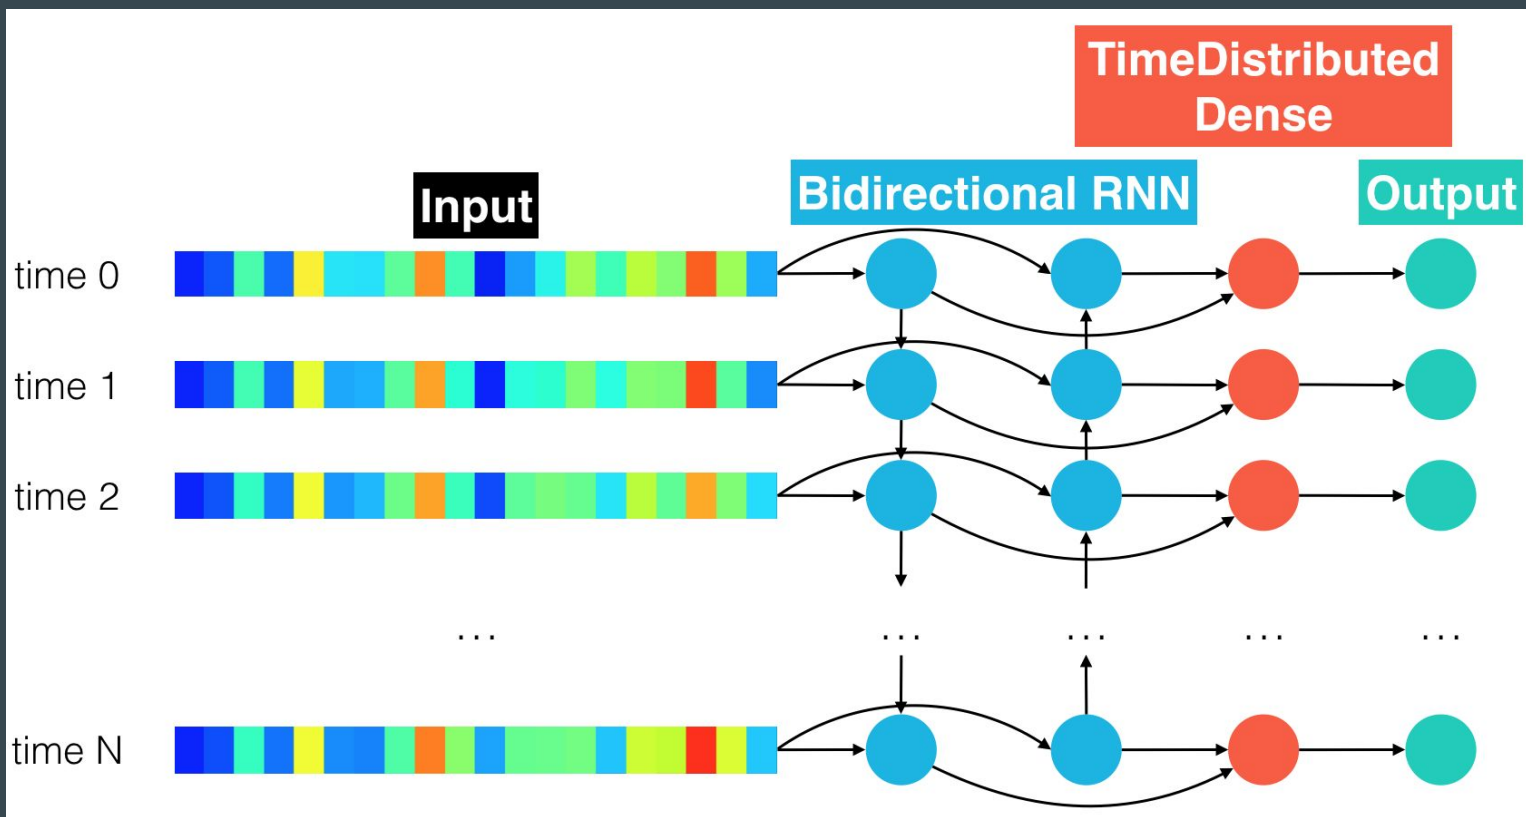 TimeDistributed
Dense
Input
Bidirectional RNN
Output
time 0
time 1
time 2
... ... ... ... ...
time N